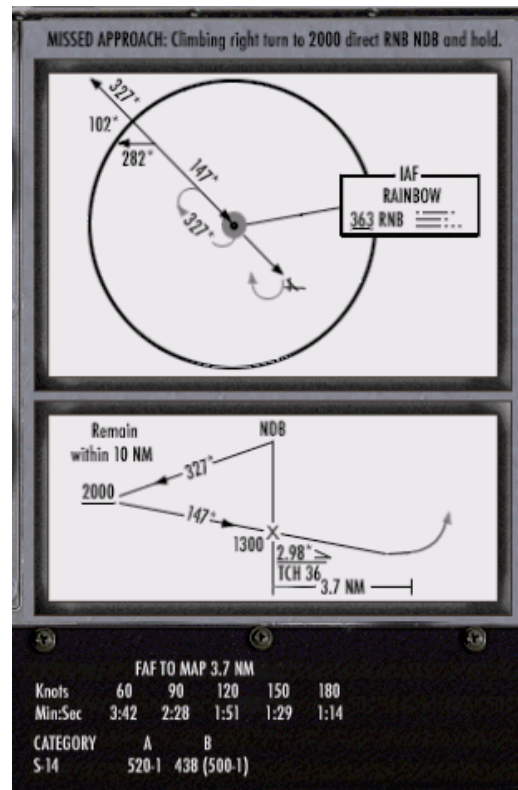 MISSED APPROACH: Climbing right turn to 2000 direct RNB NDB and hold.
327°
102°
282°
147°
327°
IAF
RAINBOW
363 RNB
Remain
within 10 NM
NDB
327°
2000
147°
1300
2.98°
TCH 36
3.7 NM
FAF TO MAP 3.7 NM
Knots 60 90 120 150 180
Min:Sec 3:42 2:28 1:51 1:29 1:14
CATEGORY A B
S-14 520-1 438 (500-1)